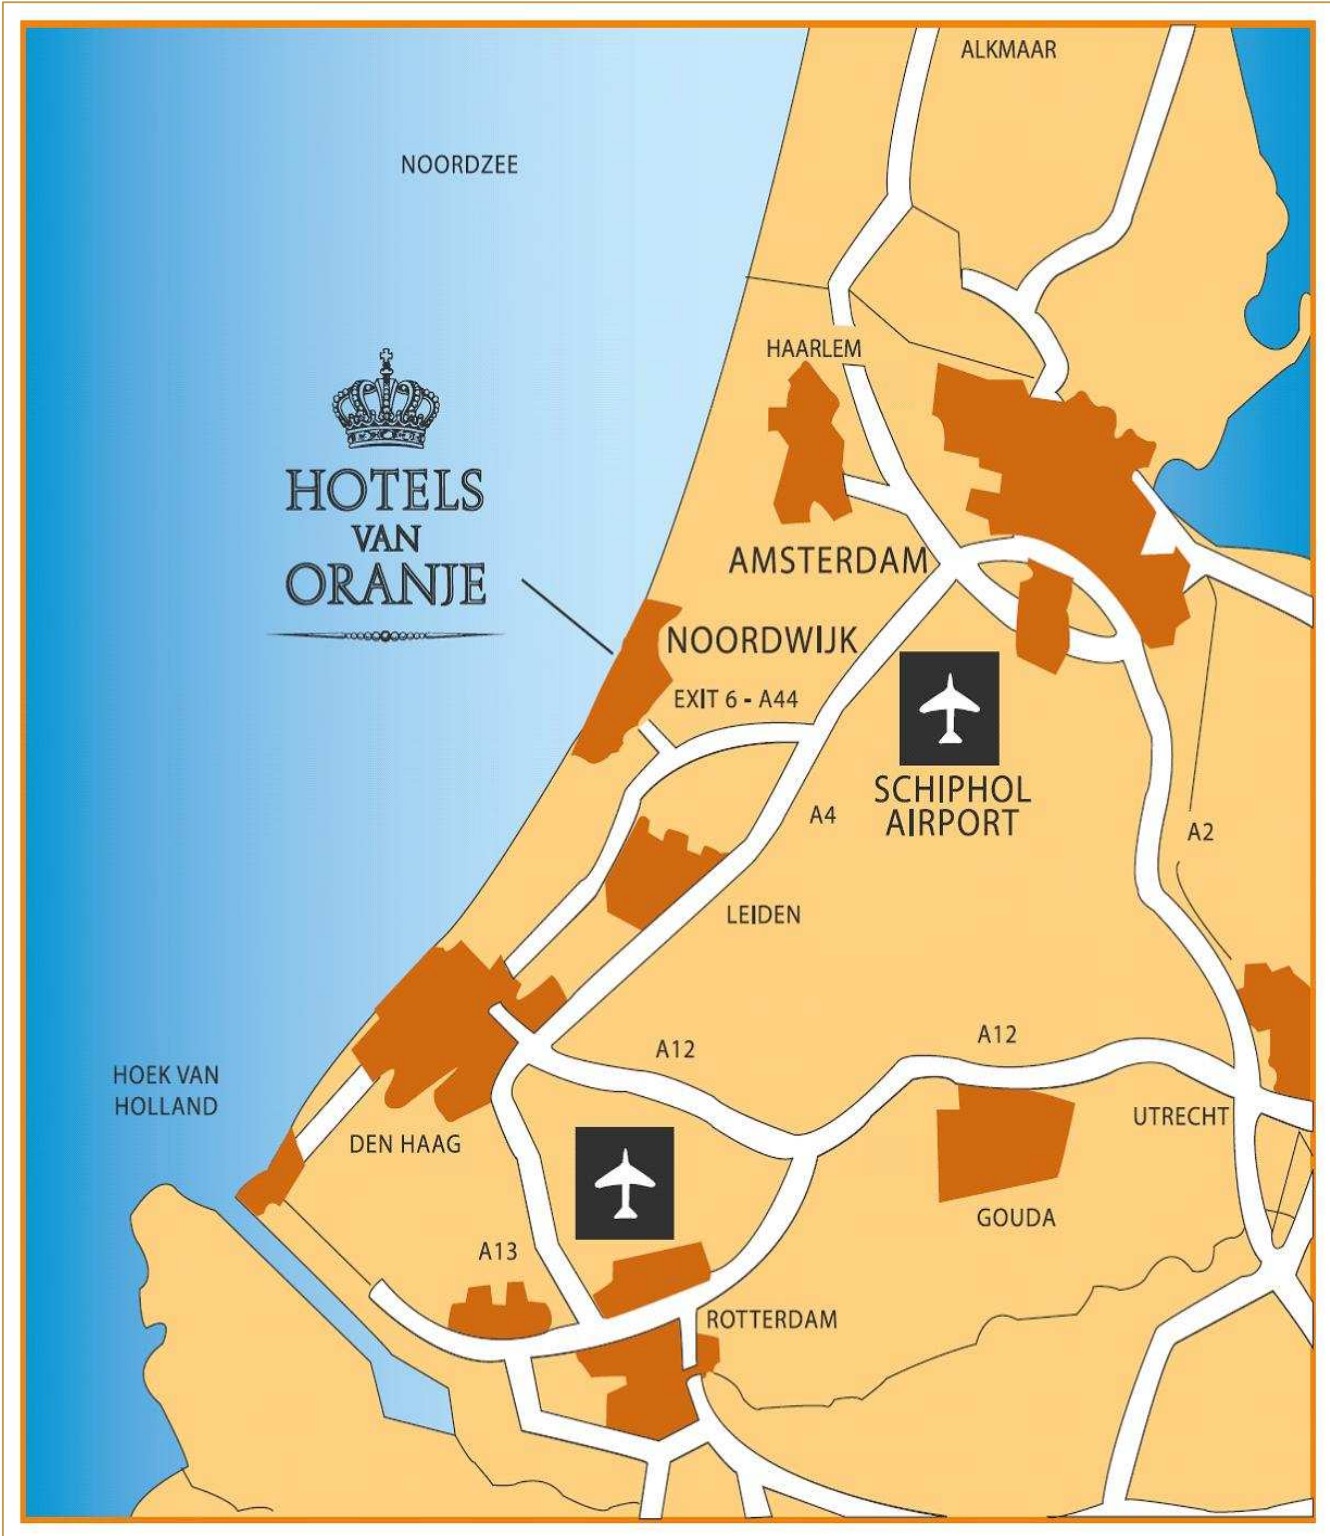 ALKMAAR
NOORDZEE
HAARLEM
HOTELS
VAN
ORANJE
AMSTERDAM
NOORDWIJK
EXIT 6 - A44
SCHIPHOL
AIRPORT
A4
A2
LEIDEN
A12
A12
HOEK VAN
HOLLAND
UTRECHT
DEN HAAG
GOUDA
A13
ROTTERDAM